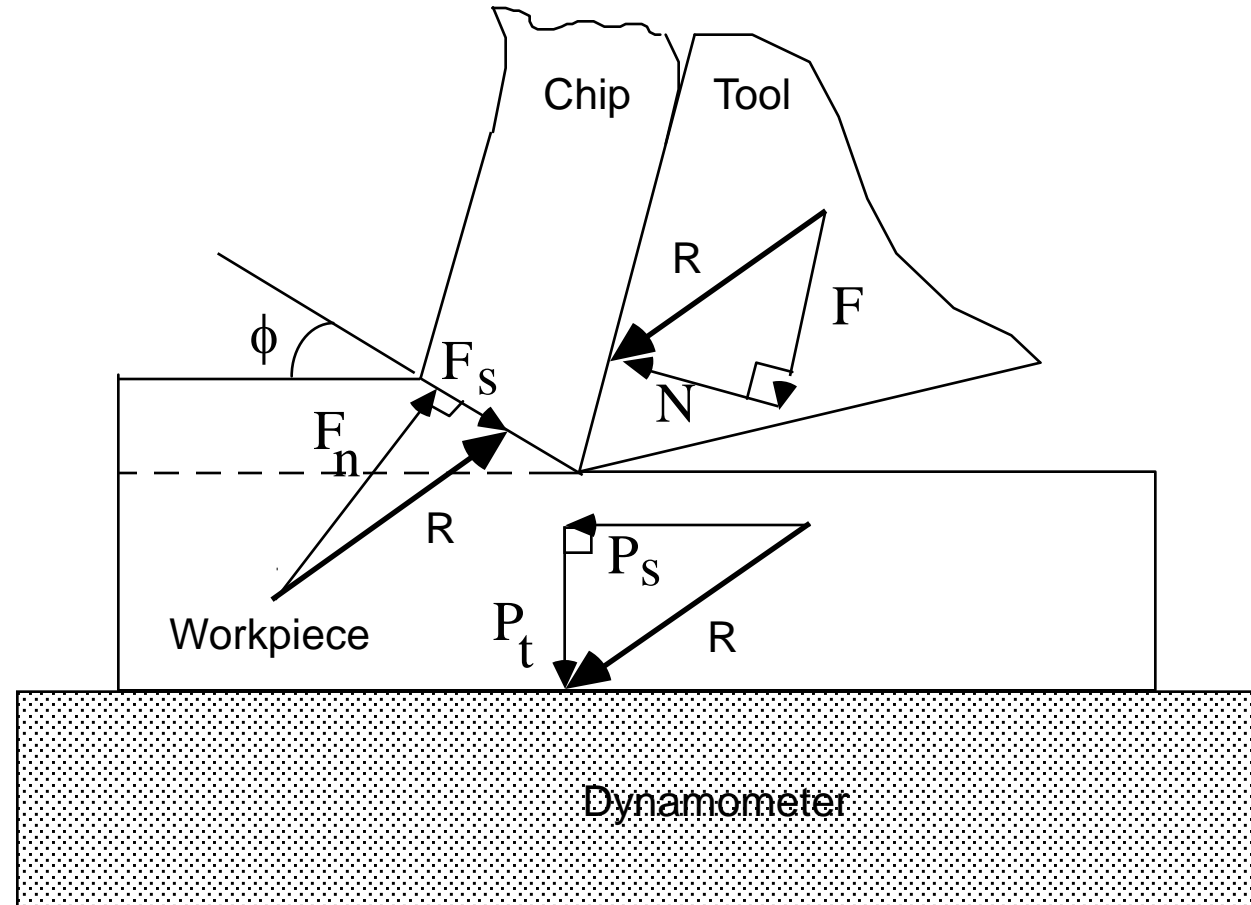 Chip
Tool
R
F
ϕ
F s
N
F n
R
P s
Workpiece
P t
R
Dynamometer